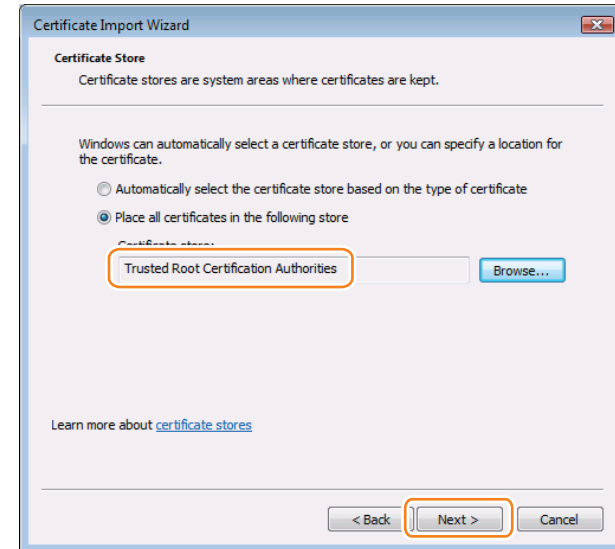 Certificate Import Wizard
Certificate Store
Certificate stores are system areas where certificates are kept.
Windows can automatically select a certificate store, or you can specify a location for
the certificate.
Automatically select the certificate store based on the type of certificate
Place all certificates in the following store
Certificate store:
Trusted Root Certification Authorities
Browse...
Learn more about certificate stores
< Back
Next >
Cancel